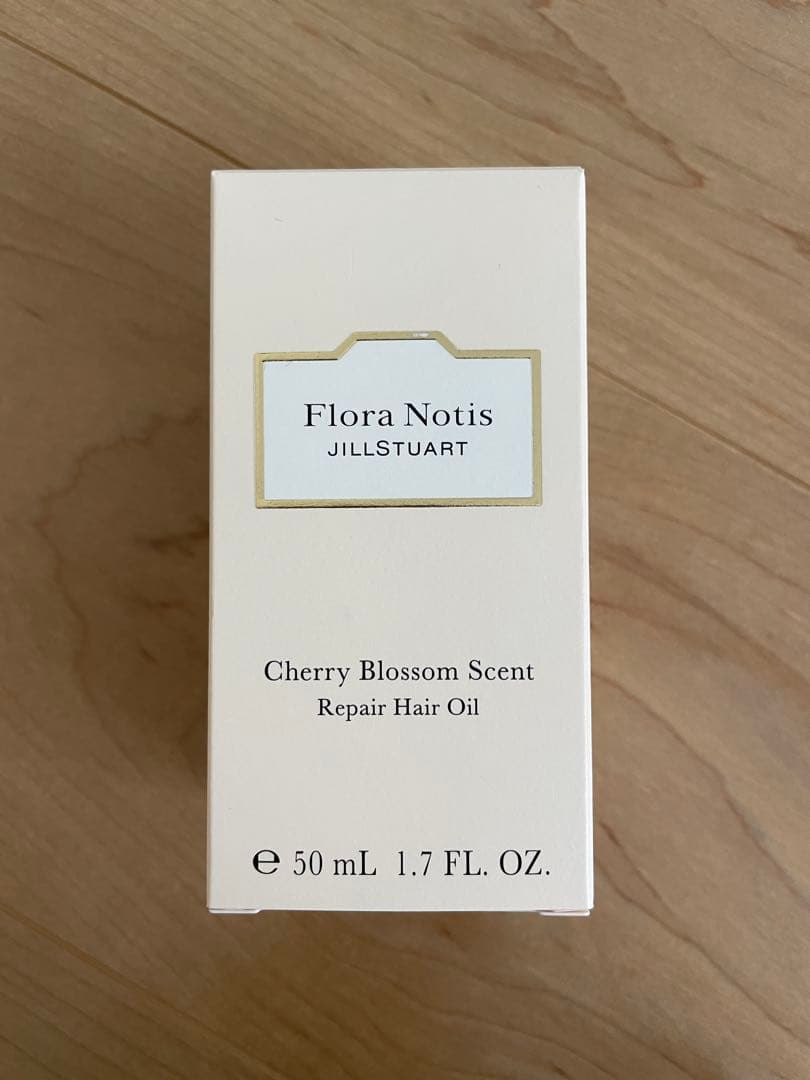 Flora Notis
JILLSTUART
Cherry Blossom Scent
Repair Hair Oil
℮ 50 mL 1.7 FL. OZ.